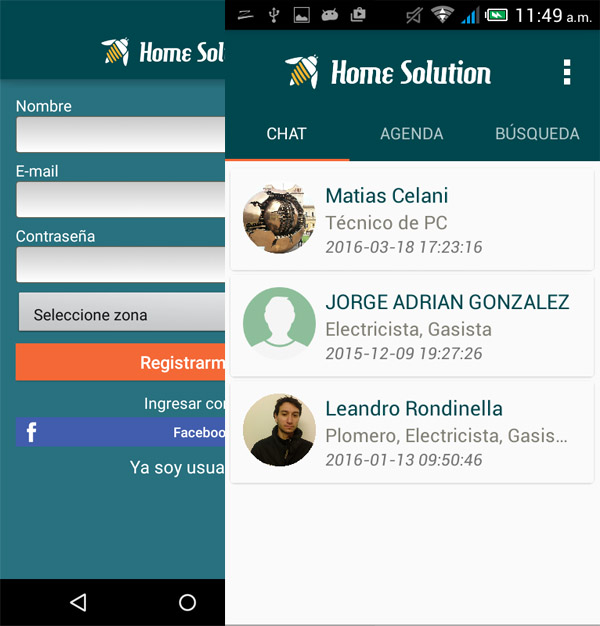 Home Sol
Nombre
E-mail
Contraseña
Seleccione zona
Registrarm
Ingresar co
Faceboo
Ya soy usua
11:49 a.m.
Home Solution
CHAT AGENDA BÚSQUEDA
Matias Celani
Técnico de PC
2016-03-18 17:23:16
JORGE ADRIAN GONZALEZ
Electricista, Gasista
2015-12-09 19:27:26
Leandro Rondinella
Plomero, Electricista, Gasis...
2016-01-13 09:50:46